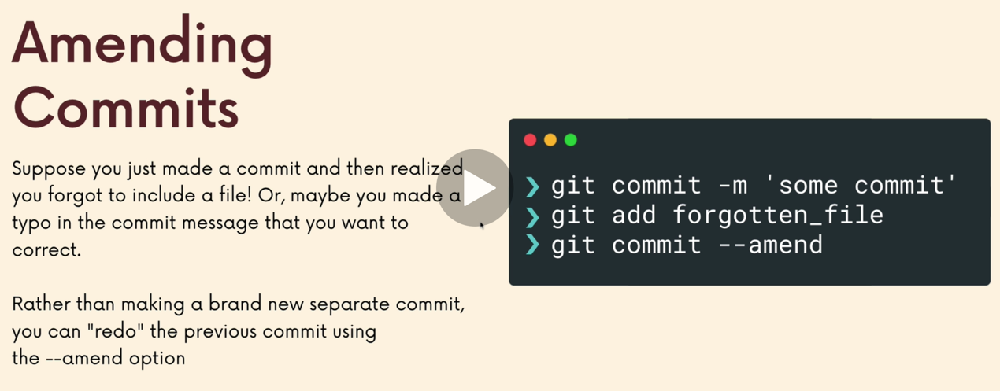 Amending
Commits
Suppose you just made a commit and then realized
you forgot to include a file! Or, maybe you made a
typo in the commit message that you want to
correct.
Rather than making a brand new separate commit,
you can "redo" the previous commit using
the --amend option
❯ git commit -m 'some commit'
❯ git add forgotten_file
❯ git commit --amend